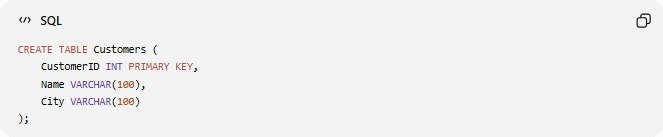 SQL
CREATE TABLE Customers (
    CustomerID INT PRIMARY KEY,
    Name VARCHAR(100),
    City VARCHAR(100)
);